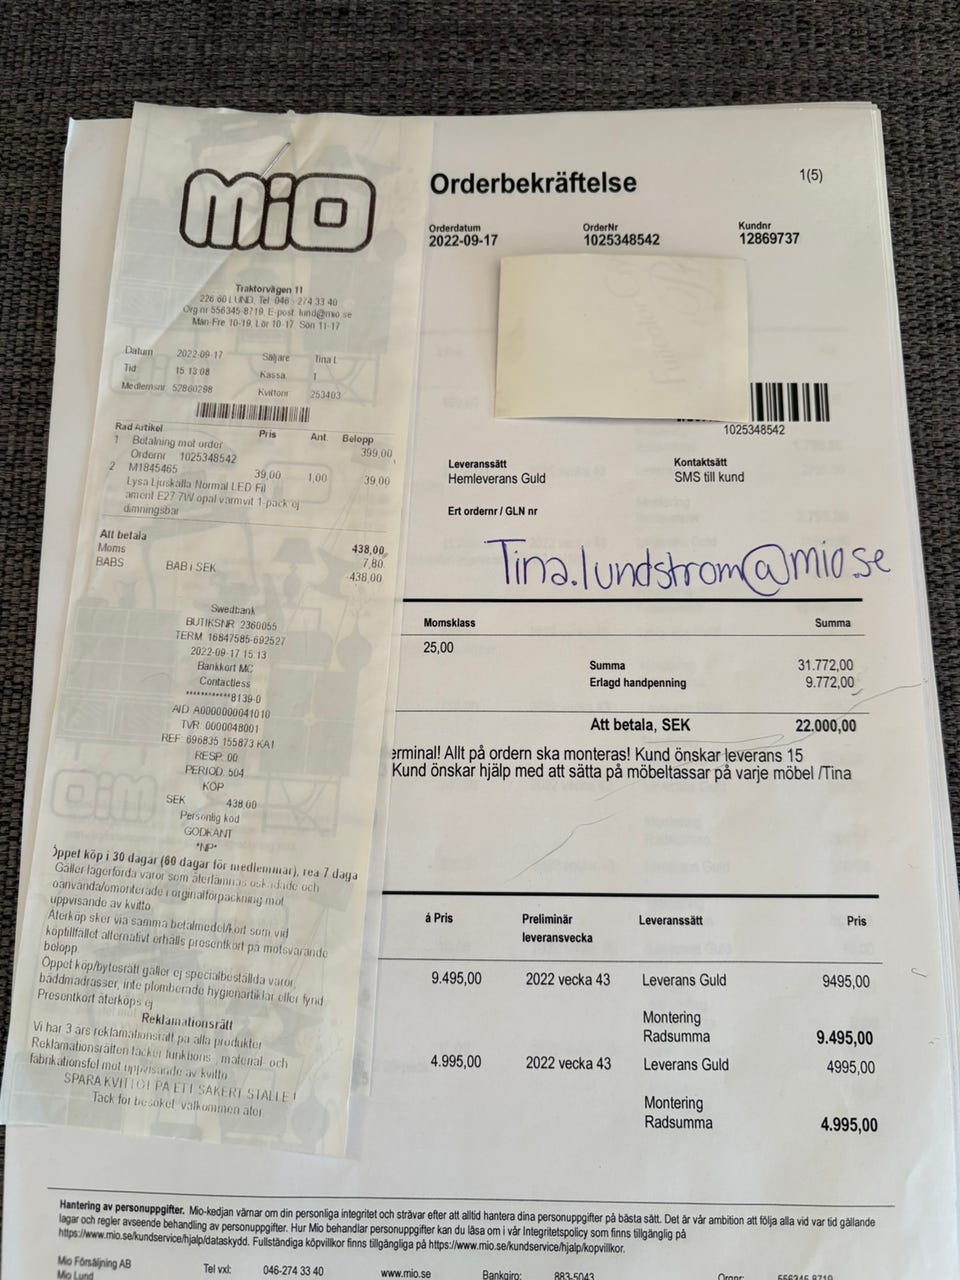 mio
Traktorvägen 11
226 60 LUND, Tel 046 - 274 33 40
Org nr 556345-8719, E-post lund@mio.se
Mån-Fre 10-19, Lör 10-17, Sön 11-17
Datum 2022-09-17 Säljare Tina L
Tid 15:13:08 Kassa 1
Medlemsnr 52860298 Kvittonr 253403
Rad Artikel Pris Ant. Belopp
1 Betalning mot order 399,00
Ordernr 1025348542
2 M1845465 39,00 1,00 39,00
Lysa Ljuskälla Normal LED Fil
ament E27 7W opal varmvit 1-pack ej
dimningsbar
Att betala 438,00
Moms 7,80
BABS BAB i SEK -438,00
Swedbank
BUTIKSNR 2360055
TERM 16847585-692527
2022-09-17 15:13
Bankkort MC
Contactless
************8139-0
AID A0000000041010
TVR 0000048001
REF 696835 155873 KA1
RESP 00
PERIOD 504
KÖP
SEK 438.00
Personlig kod
GODKÄNT
*NP*
Öppet köp i 30 dagar (60 dagar för medlemmar), rea 7 daga
Gäller lagerförda varor som återlämnas oskadade och
oanvända/omonterade i orginalförpackning mot
uppvisande av kvitto
Återköp sker via samma betalmedel/kort som vid
köptillfället alternativt erhålls presentkort på motsvarande
belopp
Öppet köp/bytesrätt gäller ej specialbeställda varor,
bäddmadrasser, inte plomberade hygienartiklar eller fynd
Presentkort återköps ej
Reklamationsrätt
Vi har 3 års reklamationsrätt på alla produkter
Reklamationsrätten täcker funktions-, material- och
fabrikationsfel mot uppvisande av kvitto
SPARA KVITTOT PÅ ETT SÄKERT STÄLLE!
Tack för besöket, välkommen åter
Orderbekräftelse 1(5)
Orderdatum OrderNr Kundnr
2022-09-17 1025348542 12869737
1025348542
Leveranssätt Kontaktsätt
Hemleverans Guld SMS till kund
Ert ordernr / GLN nr
Tina.lundstrom@mio.se
Momsklass Summa
25,00
Summa 31.772,00
Erlagd handpenning 9.772,00
Att betala, SEK 22.000,00
erminal! Allt på ordern ska monteras! Kund önskar leverans 15
Kund önskar hjälp med att sätta på möbeltassar på varje möbel /Tina
á Pris Preliminär leveransvecka Leveranssätt Pris
9.495,00 2022 vecka 43 Leverans Guld 9495,00
Montering
Radsumma 9.495,00
4.995,00 2022 vecka 43 Leverans Guld 4995,00
Montering
Radsumma 4.995,00
Hantering av personuppgifter. Mio-kedjan värnar om din personliga integritet och strävar efter att alltid hantera dina personuppgifter på bästa sätt. Det är vår ambition att följa alla vid var tid gällande
lagar och regler avseende behandling av personuppgifter. Hur Mio behandlar personuppgifter kan du läsa om i vår Integritetspolicy som finns tillgänglig på
https://www.mio.se/kundservice/hjalp/dataskydd. Fullständiga köpvillkor finns tillgängliga på https://www.mio.se/kundservice/hjalp/kopvillkor.
Mio Försäljning AB Tel vxl: 046-274 33 40 www.mio.se Bankgiro: 883-5043 Orgnr: 556345-8719
Mio Lund